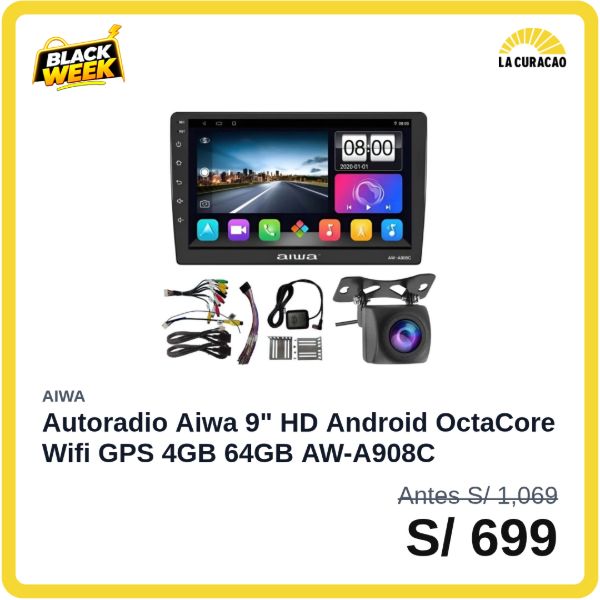 BLACK
WEEK
LA CURACAO
08:00
2020-01-01
aiwa
AW-A908C
AIWA
Autoradio Aiwa 9" HD Android OctaCore
Wifi GPS 4GB 64GB AW-A908C
Antes S/ 1,069
S/ 699